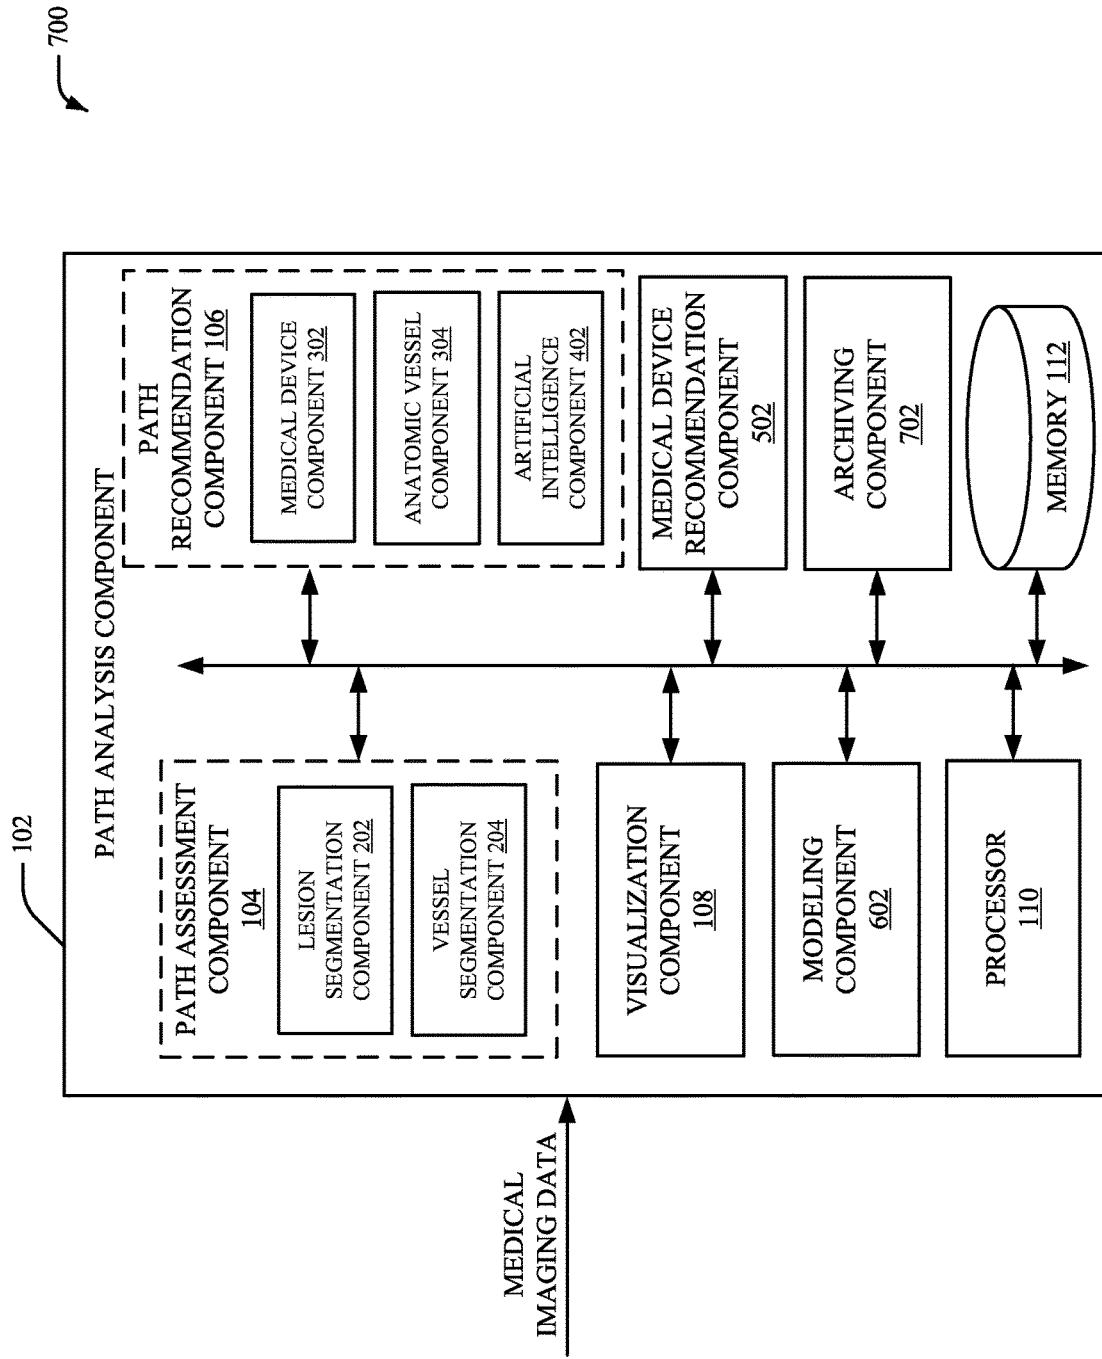 700
102
PATH ANALYSIS COMPONENT
MEDICAL
IMAGING DATA
PATH ASSESSMENT
COMPONENT
104
LESION
SEGMENTATION
COMPONENT 202
VESSEL
SEGMENTATION
COMPONENT 204
VISUALIZATION
COMPONENT
108
MODELING
COMPONENT
602
PROCESSOR
110
PATH
RECOMMENDATION
COMPONENT 106
MEDICAL DEVICE
COMPONENT 302
ANATOMIC VESSEL
COMPONENT 304
ARTIFICIAL
INTELLIGENCE
COMPONENT 402
MEDICAL DEVICE
RECOMMENDATION
COMPONENT
502
ARCHIVING
COMPONENT
702
MEMORY 112